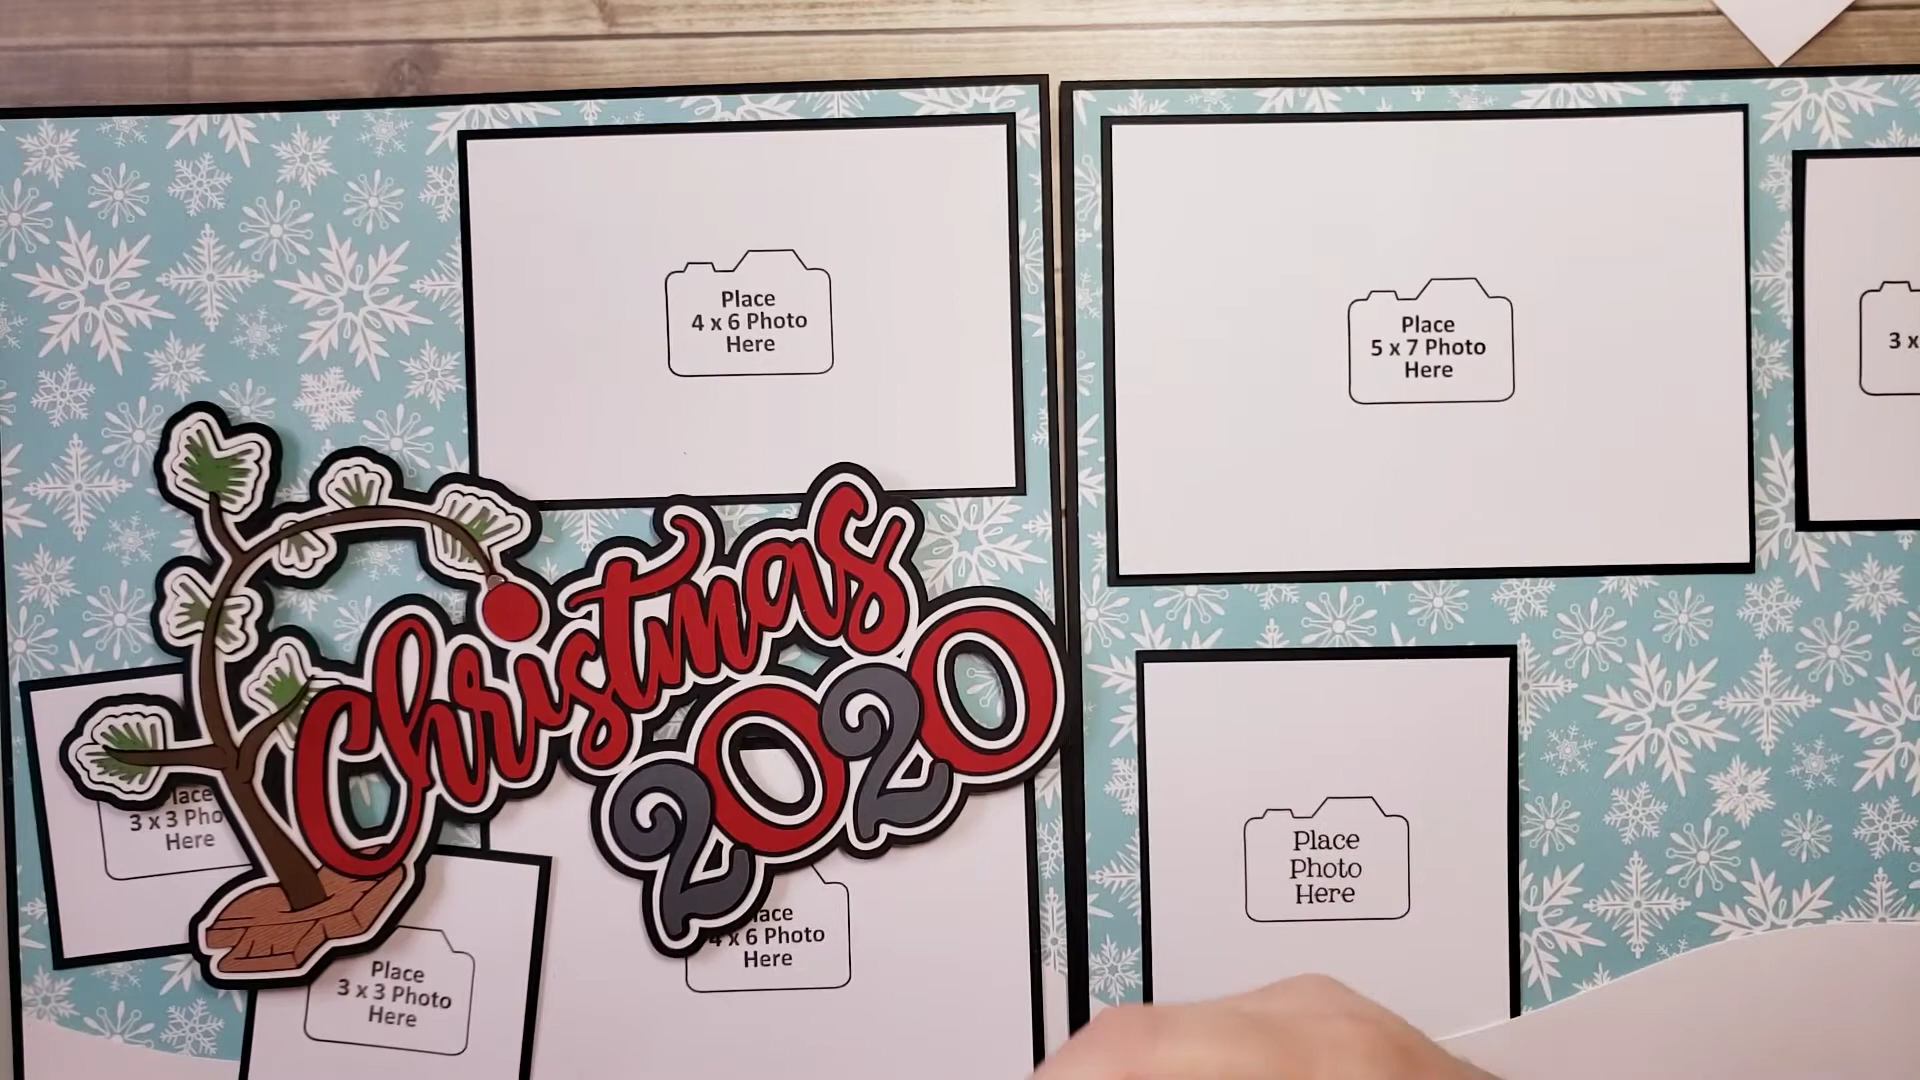 Place
4 x 6 Photo
Here
Place
5 x 7 Photo
Here
3 x
Christmas
2020
3 x 3 Pho
Here
Place
3 x 3 Photo
Here
4 x 6 Photo
Here
Place
Photo
Here